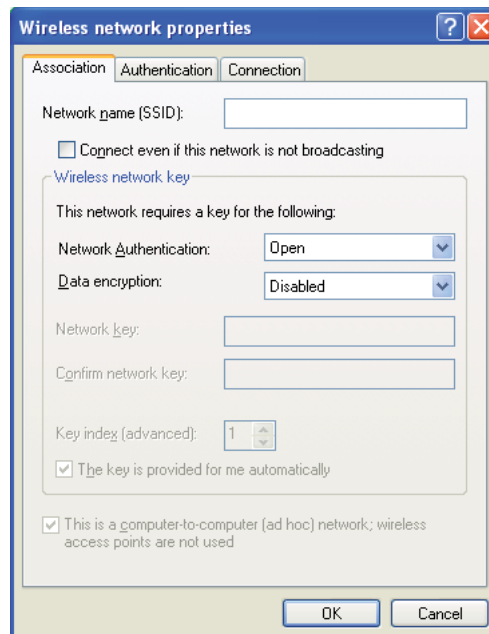 Wireless network properties
Association Authentication Connection
Network name (SSID):
Connect even if this network is not broadcasting
Wireless network key
This network requires a key for the following:
Network Authentication: Open
Data encryption: Disabled
Network key:
Confirm network key:
Key index (advanced): 1
The key is provided for me automatically
This is a computer-to-computer (ad hoc) network; wireless
access points are not used
OK Cancel